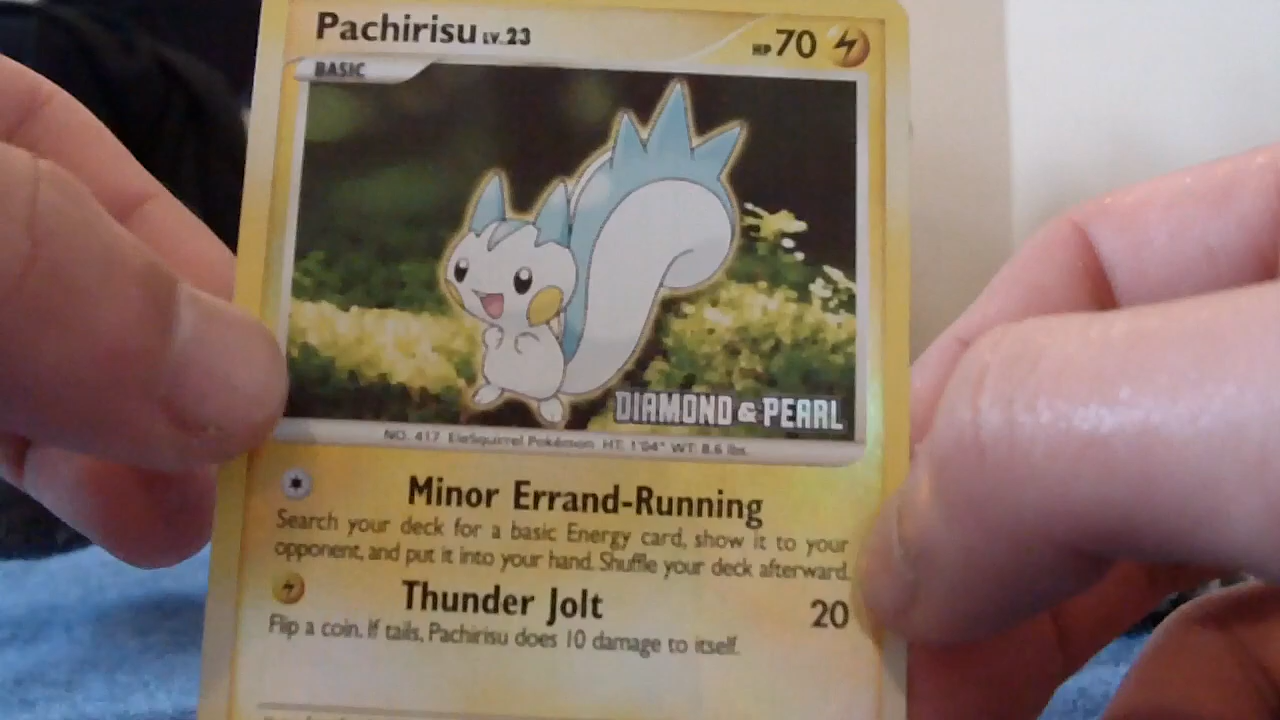 Pachirisu LV.23
HP 70
BASIC
DIAMOND & PEARL
NO. 417 EleSquirrel Pokémon HT: 1'04" WT: 8.6 lbs.
Minor Errand-Running
Search your deck for a basic Energy card, show it to your
opponent, and put it into your hand. Shuffle your deck afterward.
Thunder Jolt 20
Flip a coin. If tails, Pachirisu does 10 damage to itself.